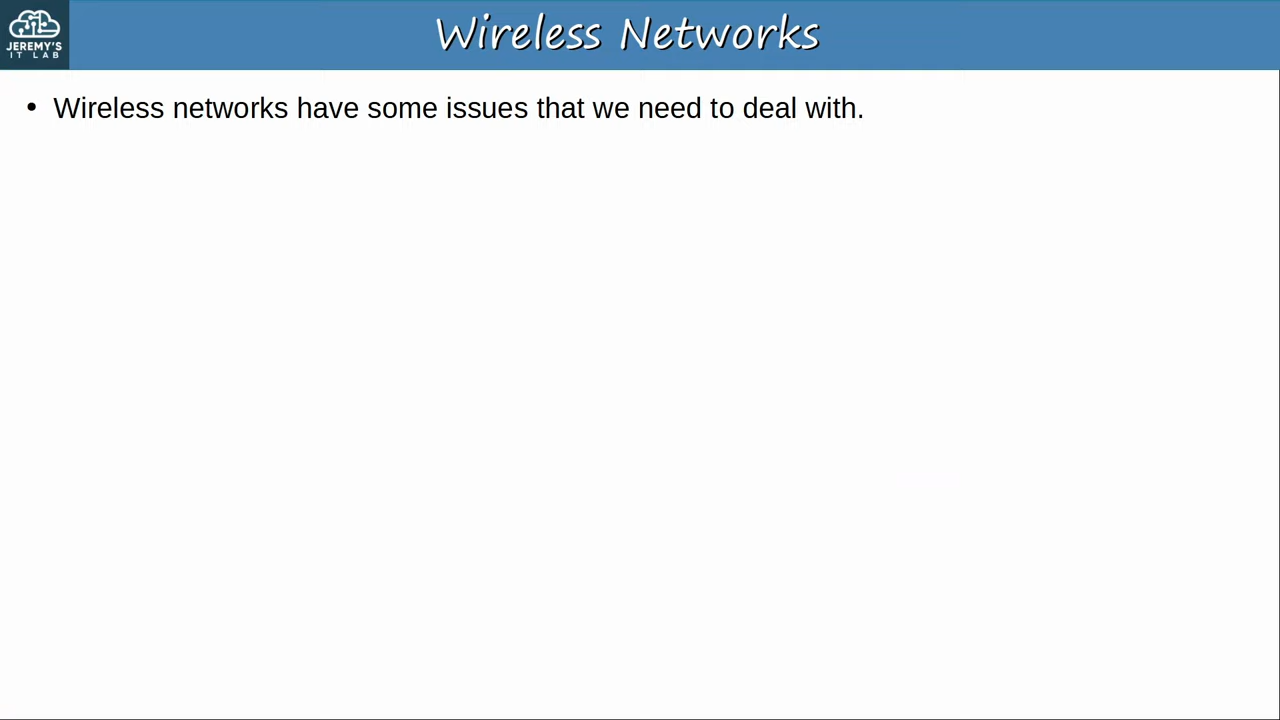 JEREMY'S
IT LAB
Wireless Networks
• Wireless networks have some issues that we need to deal with.